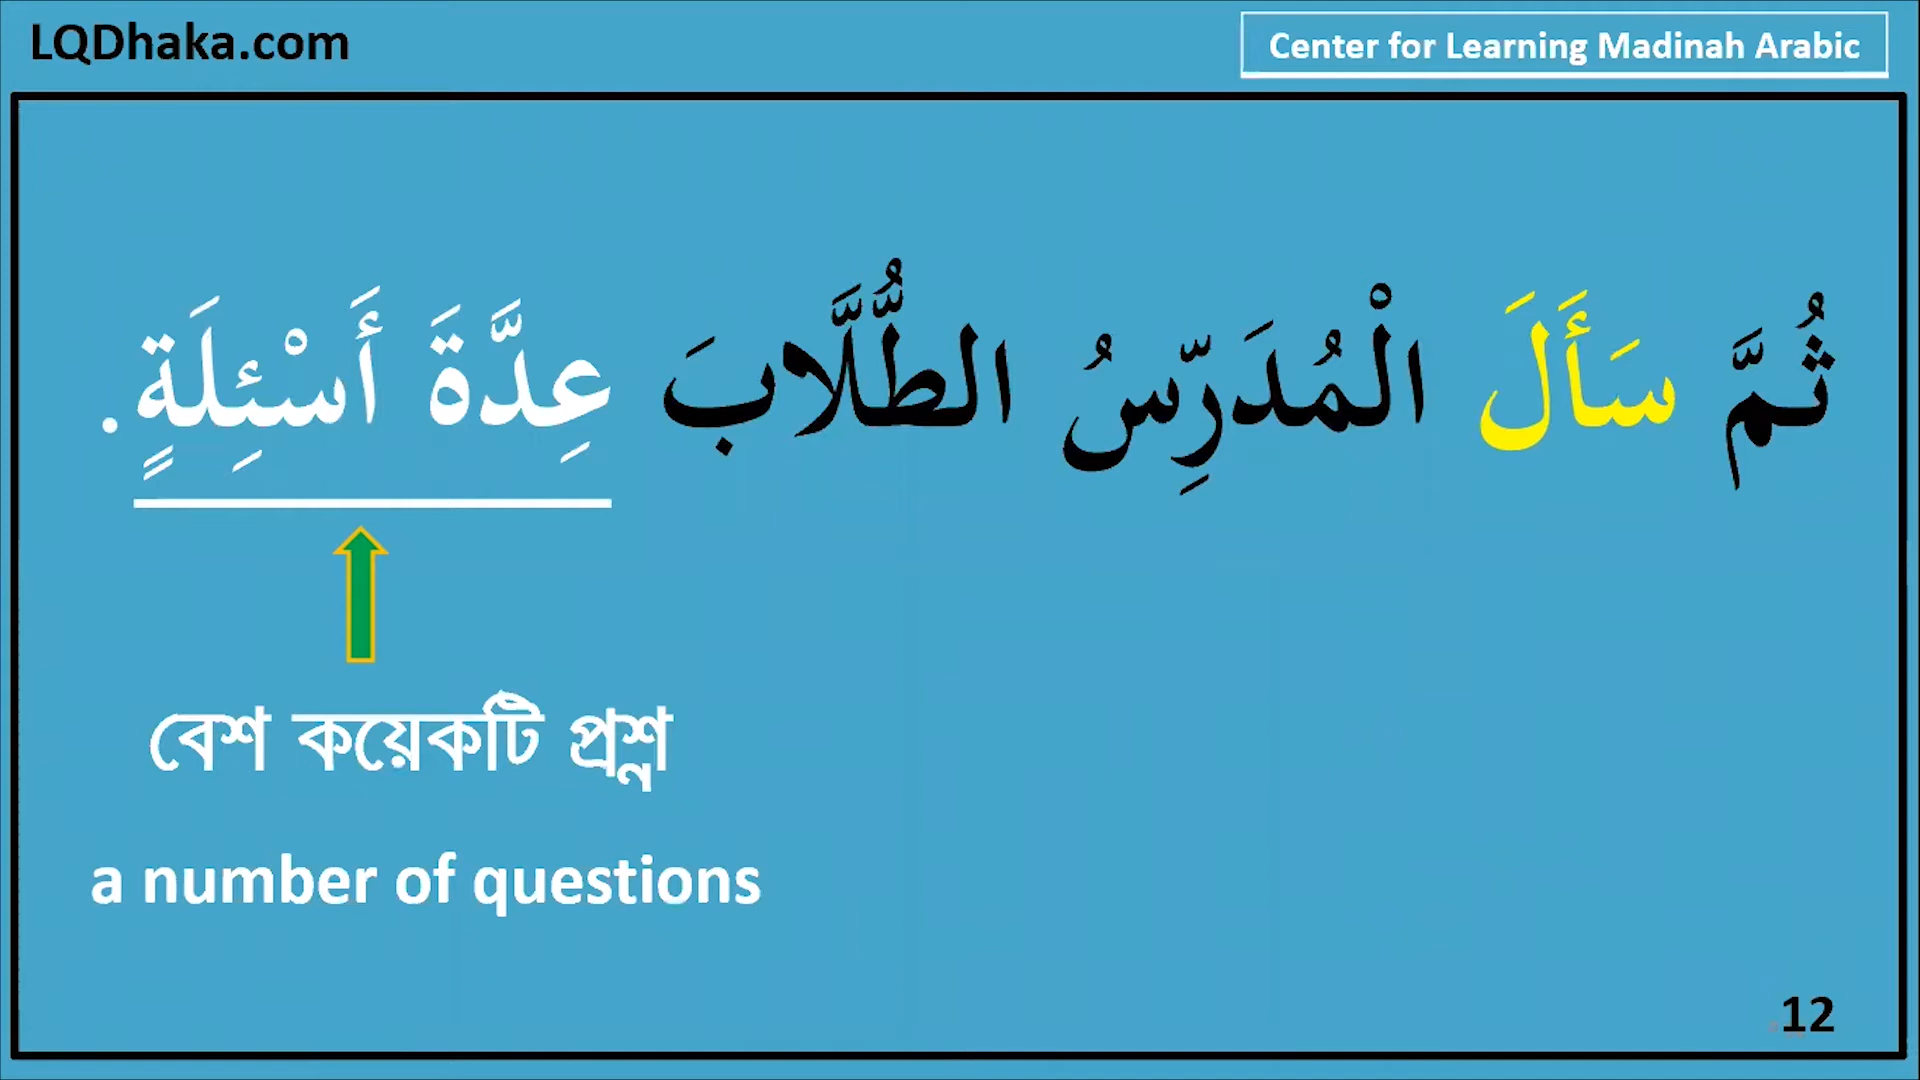 LQDhaka.com
Center for Learning Madinah Arabic
ثُمَّ سَأَلَ الْمُدَرِّسُ الطُّلَّابَ عِدَّةَ أَسْئِلَةٍ.
বেশ কয়েকটি প্রশ্ন
a number of questions
12